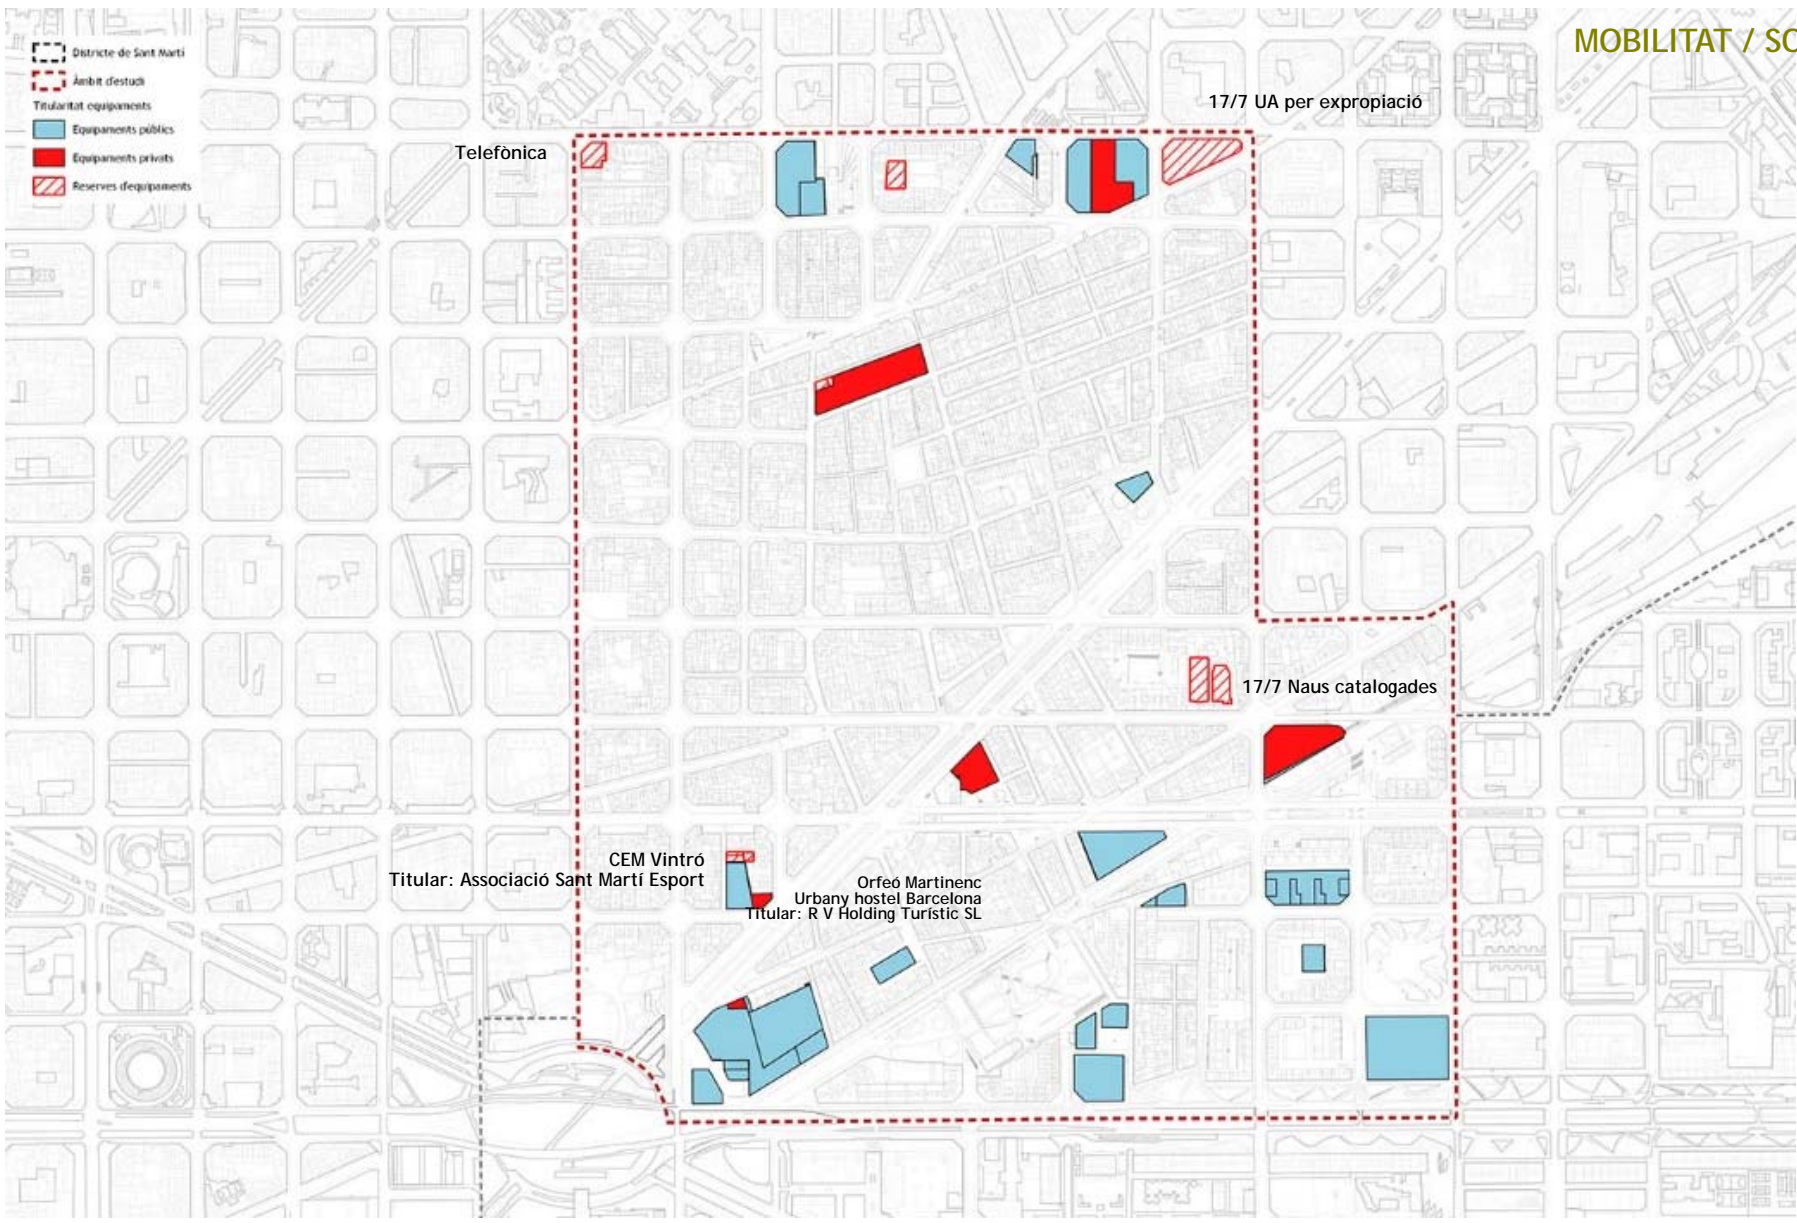 MOBILITAT / SO
Districte de Sant Martí
Àmbit d'estudi
Titularitat equipaments
Equipaments públics
Equipaments privats
Reserves d'equipaments
17/7 UA per expropiació
Telefònica
17/7 Naus catalogades
CEM Vintró
Titular: Associació Sant Martí Esport
Orfeó Martinenc
Urbany hostel Barcelona
Titular: R V Holding Turístic SL